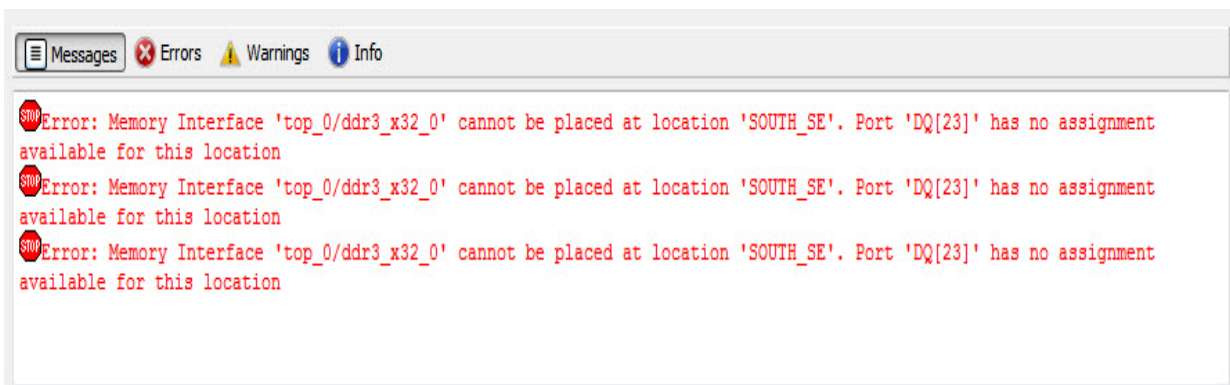 Messages Errors Warnings Info
STOP Error: Memory Interface 'top_0/ddr3_x32_0' cannot be placed at location 'SOUTH_SE'. Port 'DQ[23]' has no assignment
available for this location
STOP Error: Memory Interface 'top_0/ddr3_x32_0' cannot be placed at location 'SOUTH_SE'. Port 'DQ[23]' has no assignment
available for this location
STOP Error: Memory Interface 'top_0/ddr3_x32_0' cannot be placed at location 'SOUTH_SE'. Port 'DQ[23]' has no assignment
available for this location